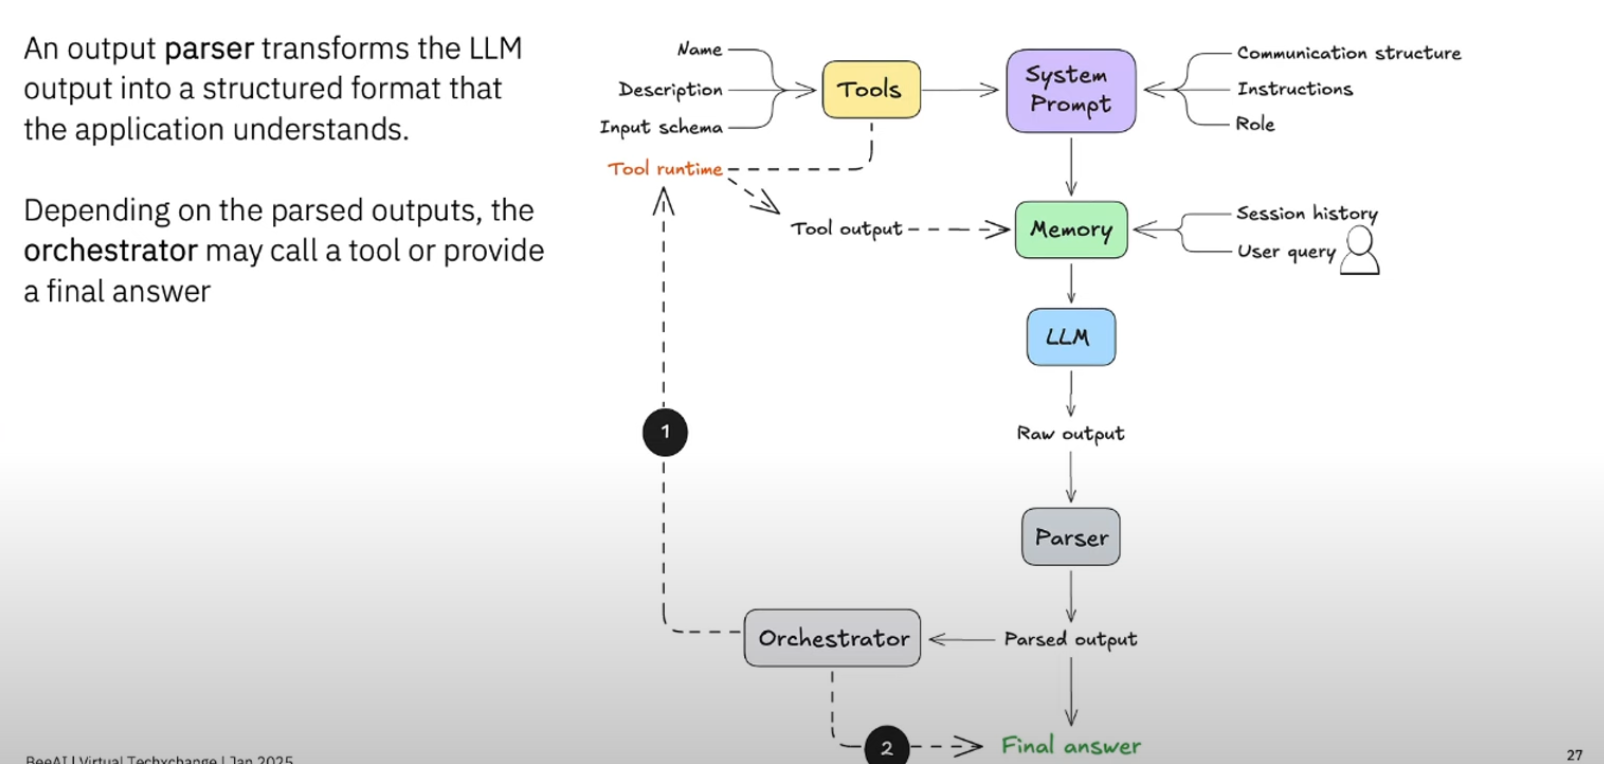 An output parser transforms the LLM
output into a structured format that
the application understands.
Depending on the parsed outputs, the
orchestrator may call a tool or provide
a final answer
Name
Description
Input schema
Tool runtime
Tools
System
Prompt
Communication structure
Instructions
Role
Tool output
Memory
Session history
User query
LLM
1
Raw output
Parser
Orchestrator
Parsed output
2
Final answer
BeeAI | Virtual Techxchange | Jan 2025
27